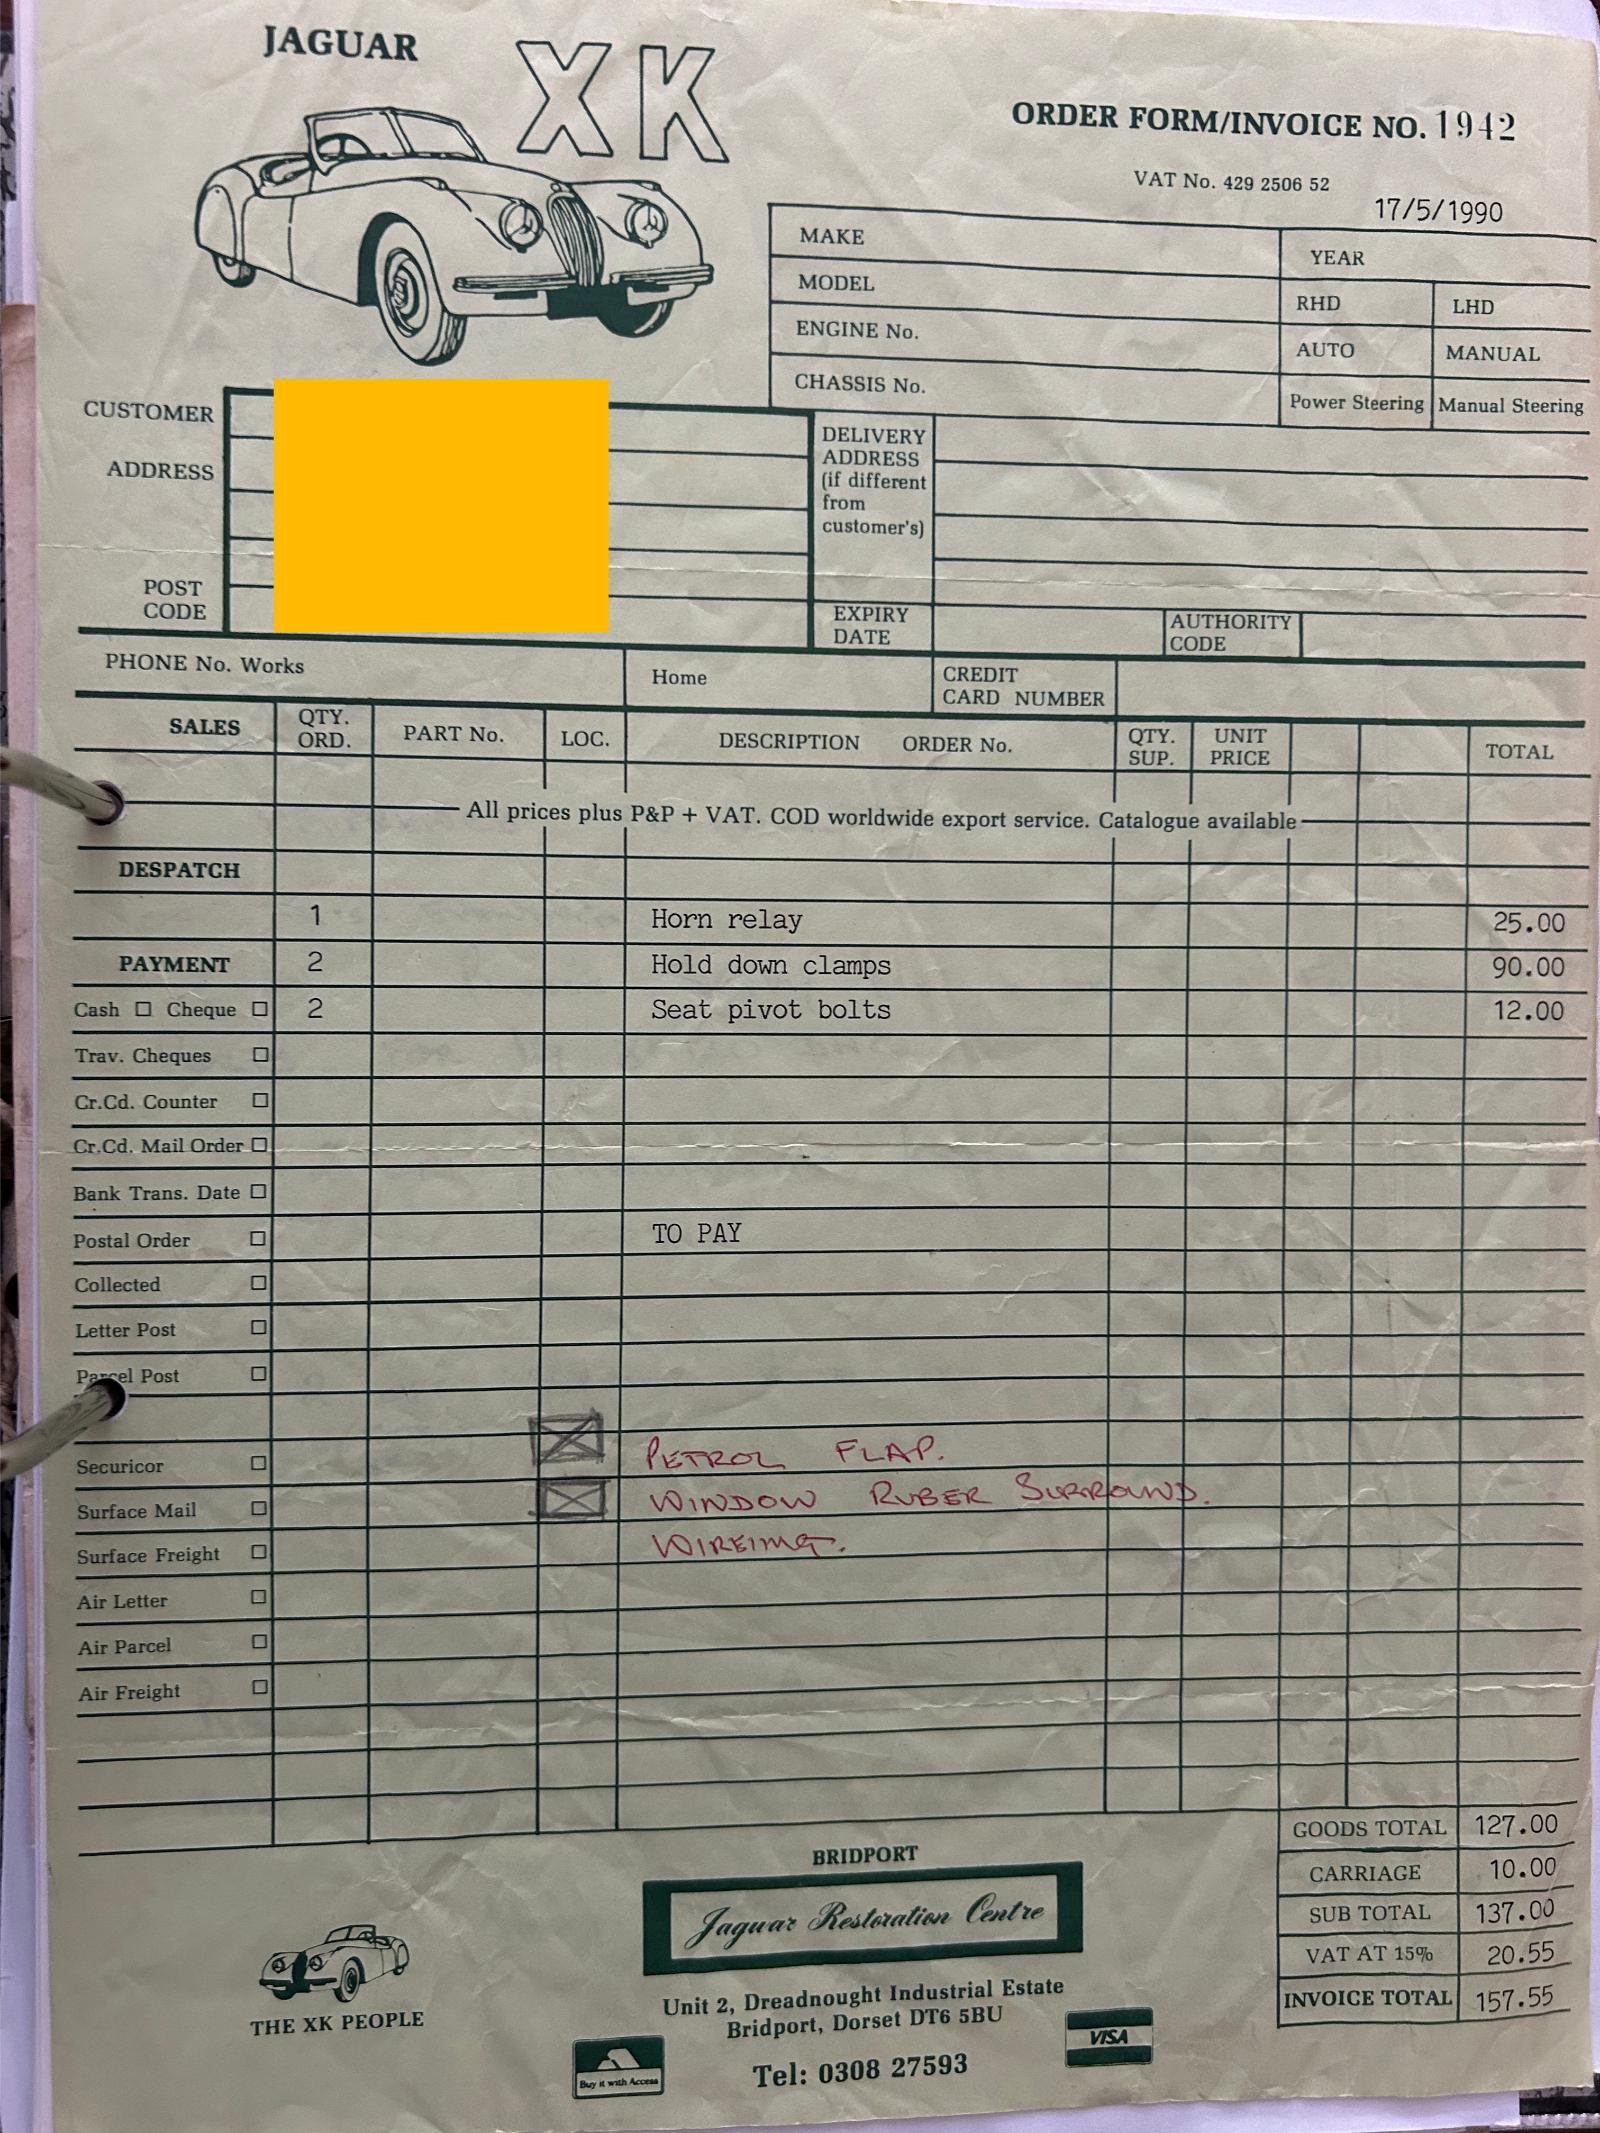 JAGUAR XK
ORDER FORM/INVOICE NO. 1942
VAT No. 429 2506 52
17/5/1990
MAKE YEAR
MODEL RHD LHD
ENGINE No. AUTO MANUAL
CHASSIS No. Power Steering Manual Steering
CUSTOMER
ADDRESS
POST
CODE
DELIVERY
ADDRESS
(if different
from
customer's)
EXPIRY
DATE
AUTHORITY
CODE
PHONE No. Works Home CREDIT
CARD NUMBER
SALES QTY.
ORD. PART No. LOC. DESCRIPTION ORDER No. QTY.
SUP. UNIT
PRICE TOTAL
All prices plus P&P + VAT. COD worldwide export service. Catalogue available
DESPATCH
1 Horn relay 25.00
PAYMENT 2 Hold down clamps 90.00
Cash Cheque 2 Seat pivot bolts 12.00
Trav. Cheques
Cr.Cd. Counter
Cr.Cd. Mail Order
Bank Trans. Date
Postal Order TO PAY
Collected
Letter Post
Parcel Post
PETROL FLAP.
Securicor
WINDOW RUBER SURROUND.
Surface Mail
WIREING.
Surface Freight
Air Letter
Air Parcel
Air Freight
GOODS TOTAL 127.00
CARRIAGE 10.00
SUB TOTAL 137.00
VAT AT 15% 20.55
INVOICE TOTAL 157.55
BRIDPORT
Jaguar Restoration Centre
Unit 2, Dreadnought Industrial Estate
Bridport, Dorset DT6 5BU
Tel: 0308 27593
THE XK PEOPLE
Buy it with Access
VISA